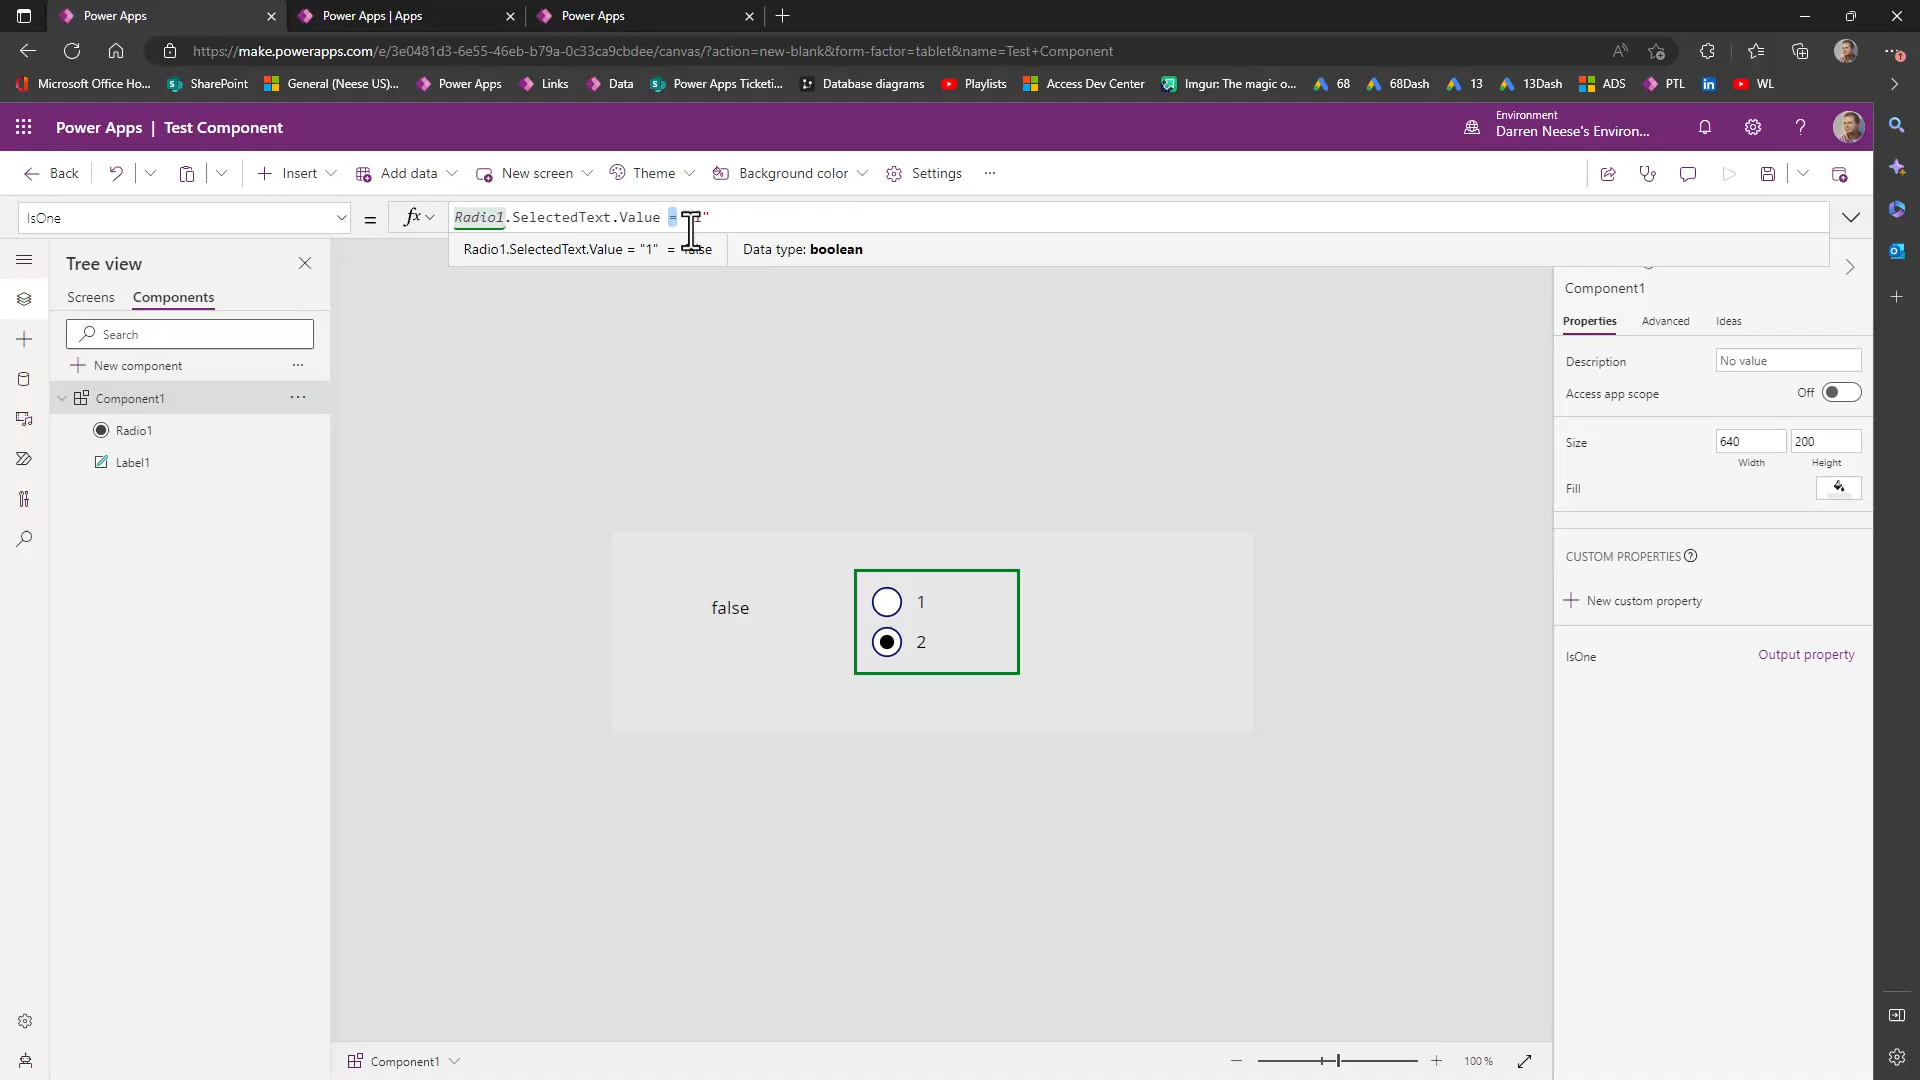 Power Apps
Power Apps | Apps
Power Apps
https://make.powerapps.com/e/3e0481d3-6e55-46eb-b79a-0c33ca9cbdee/canvas/?action=new-blank&form-factor=tablet&name=Test+Component
Microsoft Office Ho...
SharePoint
General (Neese US)...
Power Apps
Links
Data
Power Apps Ticketi...
Database diagrams
Playlists
Access Dev Center
Imgur: The magic o...
68
68Dash
13
13Dash
ADS
PTL
WL
Power Apps | Test Component
Environment
Darren Neese's Environ...
Back
Insert
Add data
New screen
Theme
Background color
Settings
IsOne
=
fx
Radio1.SelectedText.Value = "1"
Radio1.SelectedText.Value = "1" = false
Data type: boolean
Tree view
Screens
Components
Search
New component
Component1
Radio1
Label1
false
1
2
Component1
Properties
Advanced
Ideas
Description
No value
Access app scope
Off
Size
640
200
Width
Height
Fill
CUSTOM PROPERTIES
New custom property
IsOne
Output property
Component1
100 %